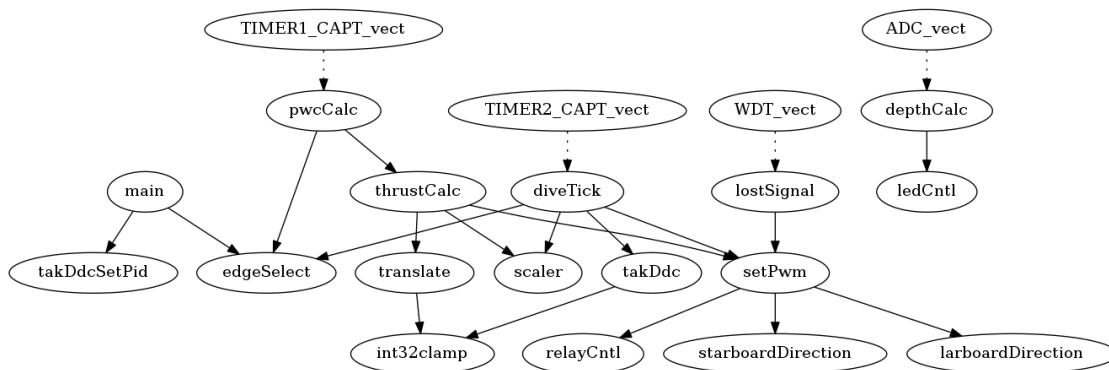 TIMER1_CAPT_vect
ADC_vect
pwcCalc
TIMER2_CAPT_vect
WDT_vect
depthCalc
main
thrustCalc
diveTick
lostSignal
ledCntl
takDdcSetPid
edgeSelect
translate
scaler
takDdc
setPwm
int32clamp
relayCntl
starboardDirection
larboardDirection